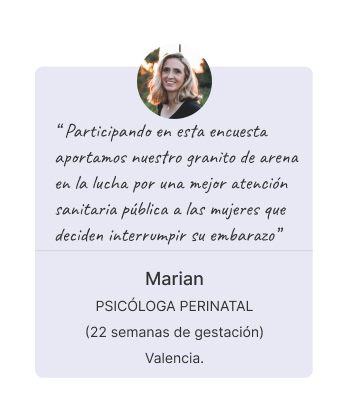 “Participando en esta encuesta
aportamos nuestro granito de arena
en la lucha por una mejor atención
sanitaria pública a las mujeres que
deciden interrumpir su embarazo”
Marian
PSICÓLOGA PERINATAL
(22 semanas de gestación)
Valencia.